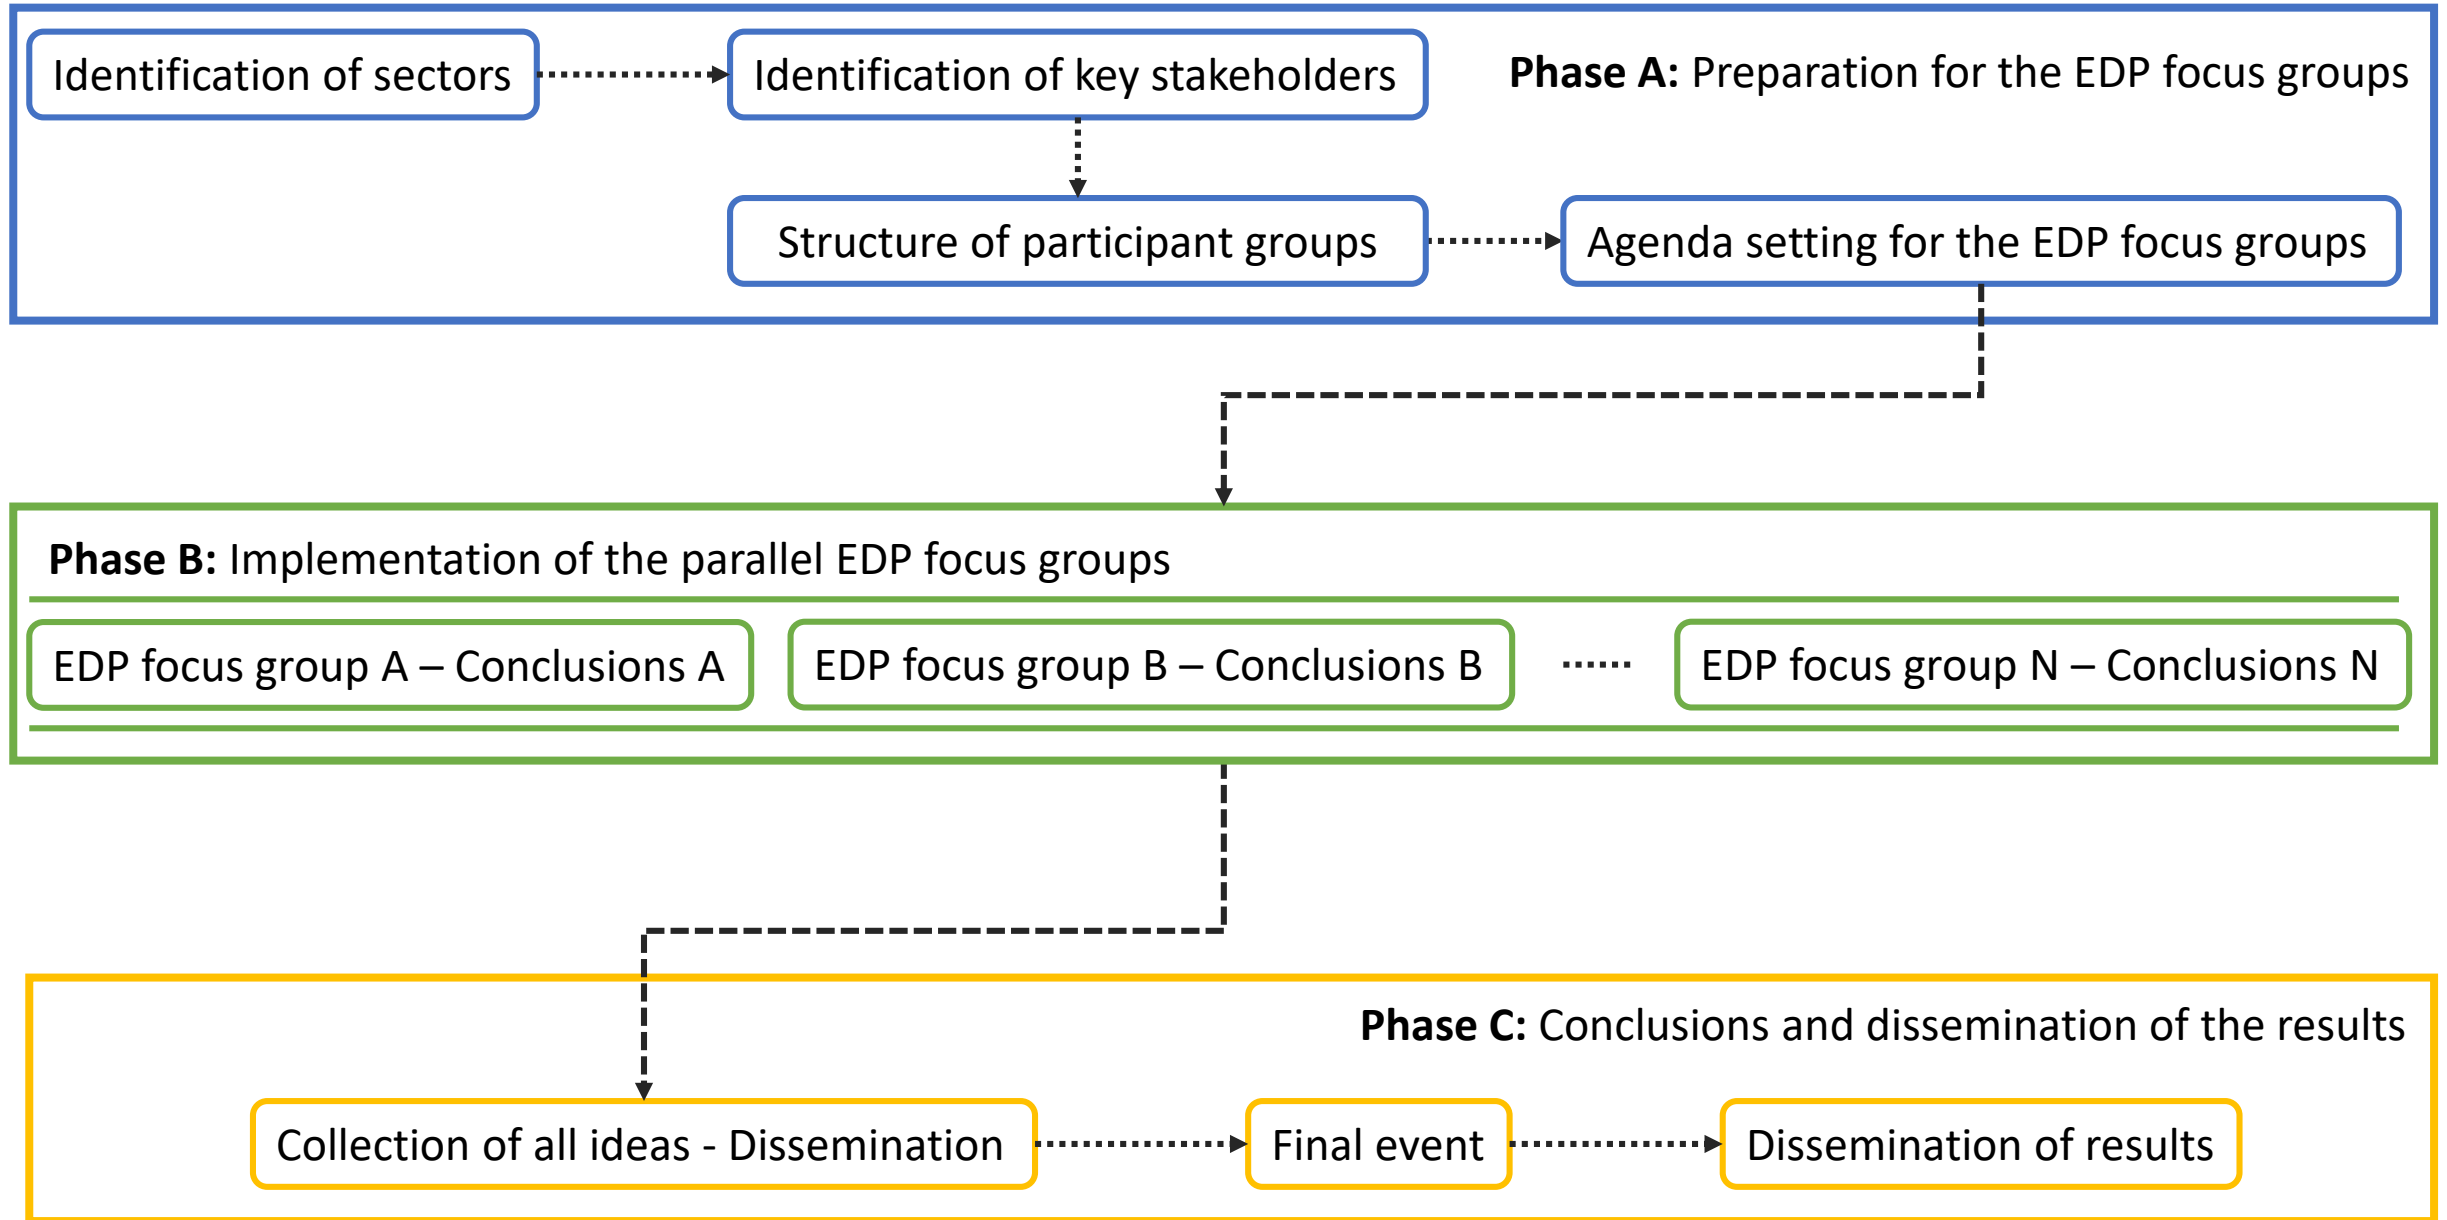 Identification of sectors
Identification of key stakeholders
Phase A: Preparation for the EDP focus groups
Structure of participant groups
Agenda setting for the EDP focus groups
Phase B: Implementation of the parallel EDP focus groups
EDP focus group A – Conclusions A
EDP focus group B – Conclusions B
EDP focus group N – Conclusions N
Phase C: Conclusions and dissemination of the results
Collection of all ideas - Dissemination
Final event
Dissemination of results